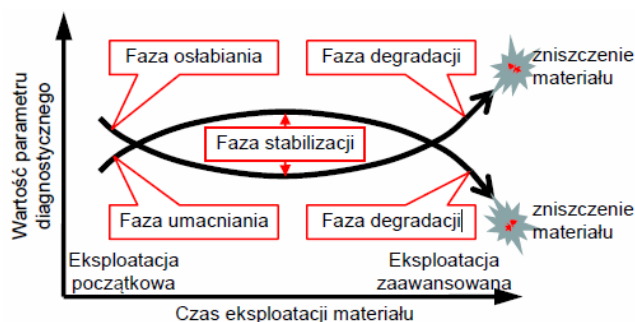 Wartość parametru
diagnostycznego
Faza osłabiania
Faza degradacji
zniszczenie
materiału
Faza stabilizacji
Faza umacniania
Faza degradacji
zniszczenie
materiału
Eksploatacja
początkowa
Eksploatacja
zaawansowana
Czas eksploatacji materiału